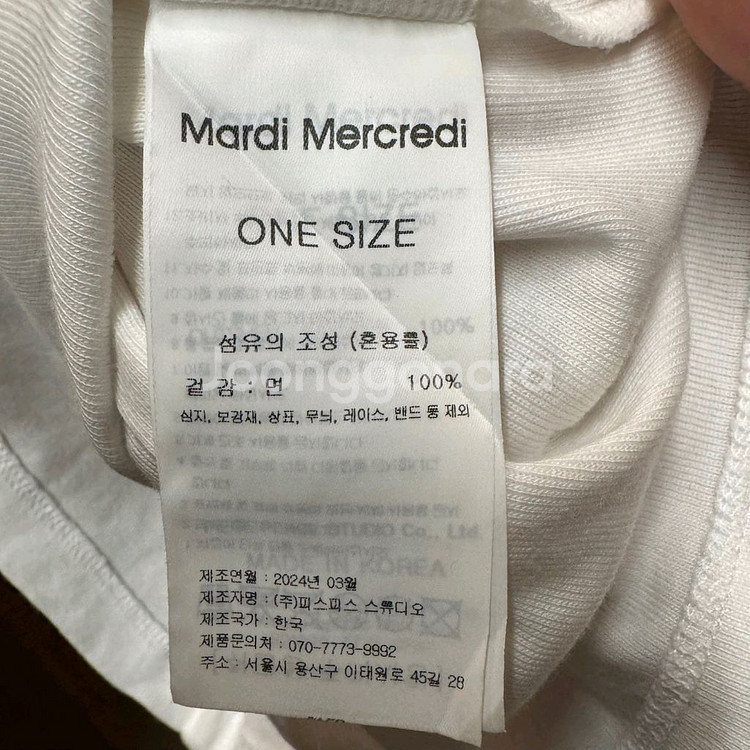 Mardi Mercredi
ONE SIZE
섬유의 조성 (혼용률)
겉 감 : 면 100%
심지, 보강재, 상표, 무늬, 레이스, 밴드 등 제외
제조연월 : 2024년 03월
제조자명 : (주)피스피스 스튜디오
제조국가 : 한국
제품문의처 : 070-7773-9992
주소 : 서울시 용산구 이태원로 45길 28
joonggonara